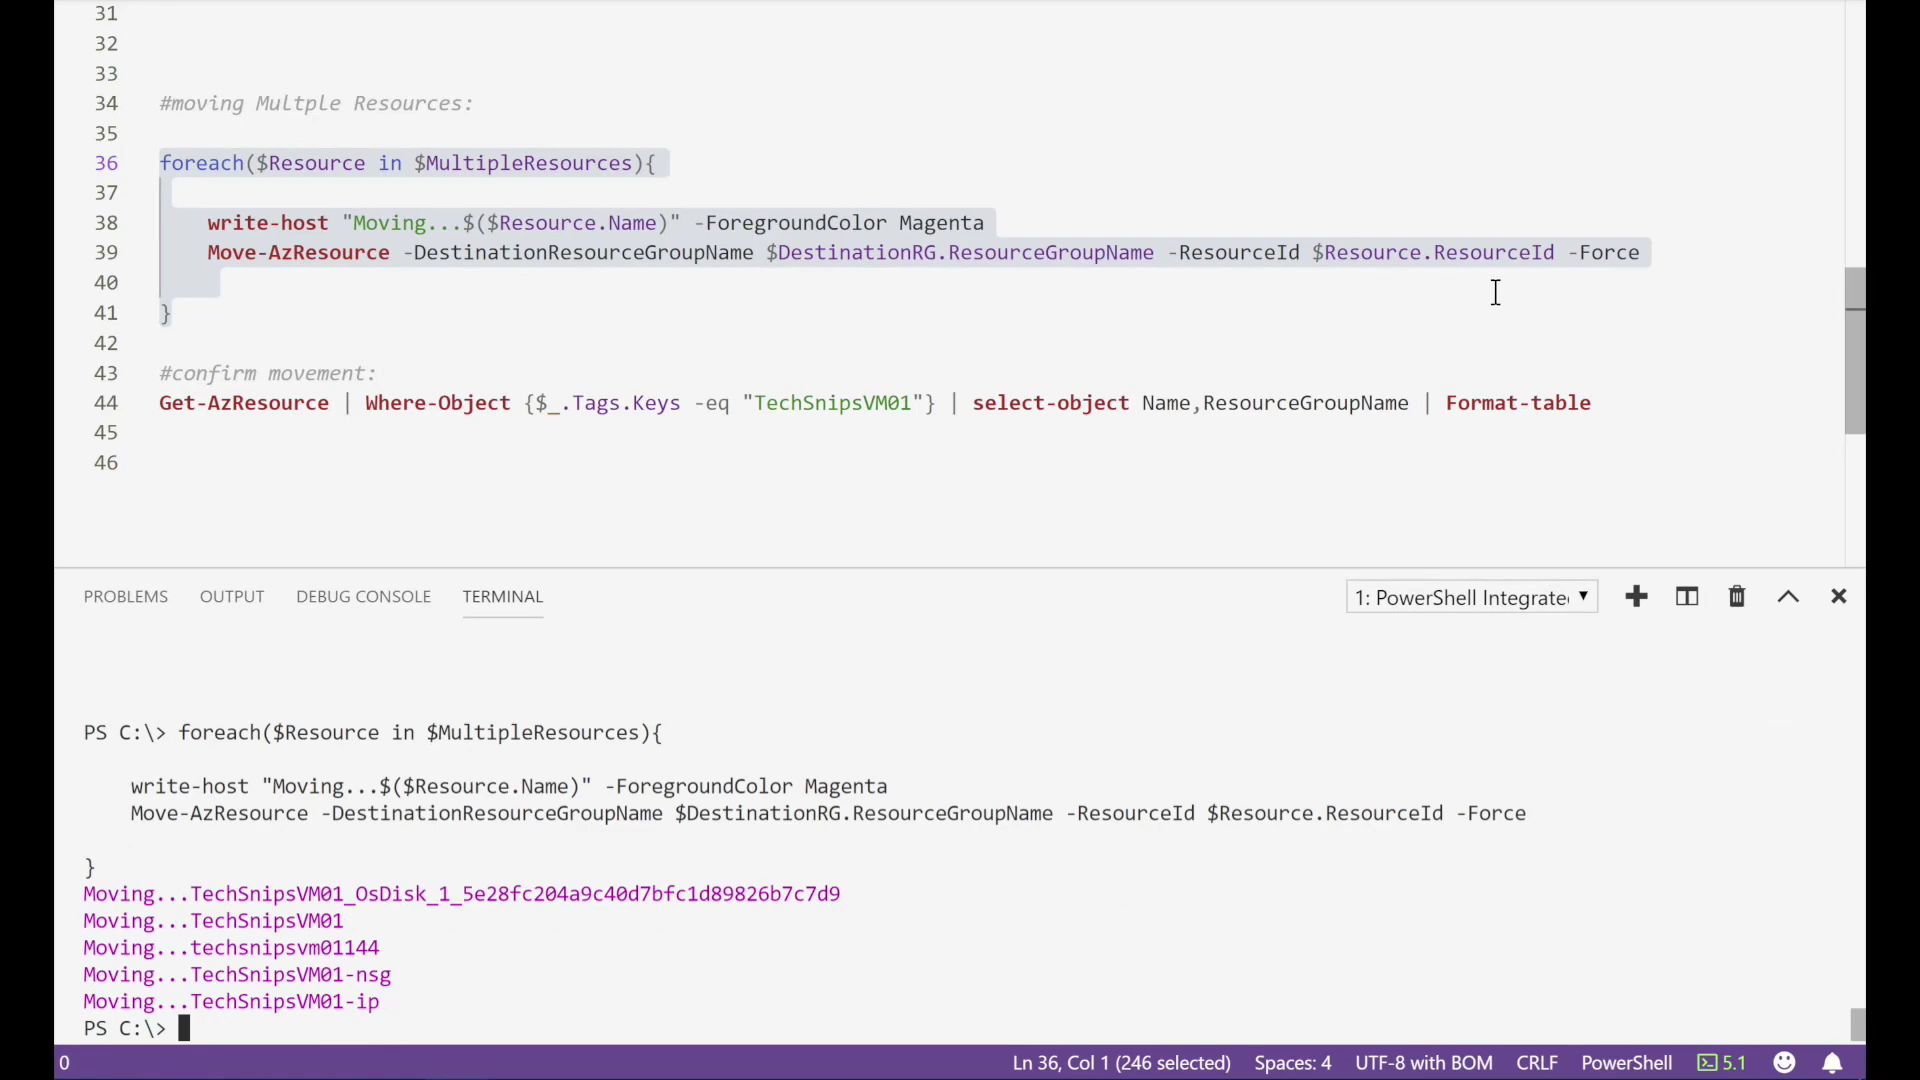 31
32
33
34 #moving Multple Resources:
35
36 foreach($Resource in $MultipleResources){
37
38 write-host "Moving...$($Resource.Name)" -ForegroundColor Magenta
39 Move-AzResource -DestinationResourceGroupName $DestinationRG.ResourceGroupName -ResourceId $Resource.ResourceId -Force
40
41 }
42
43 #confirm movement:
44 Get-AzResource | Where-Object {$_.Tags.Keys -eq "TechSnipsVM01"} | select-object Name,ResourceGroupName | Format-table
45
46
PROBLEMS OUTPUT DEBUG CONSOLE TERMINAL 1: PowerShell Integrate
PS C:\> foreach($Resource in $MultipleResources){
write-host "Moving...$($Resource.Name)" -ForegroundColor Magenta
Move-AzResource -DestinationResourceGroupName $DestinationRG.ResourceGroupName -ResourceId $Resource.ResourceId -Force
}
Moving...TechSnipsVM01_OsDisk_1_5e28fc204a9c40d7bfc1d89826b7c7d9
Moving...TechSnipsVM01
Moving...techsnipsvm01144
Moving...TechSnipsVM01-nsg
Moving...TechSnipsVM01-ip
PS C:\>
0 Ln 36, Col 1 (246 selected) Spaces: 4 UTF-8 with BOM CRLF PowerShell 5.1